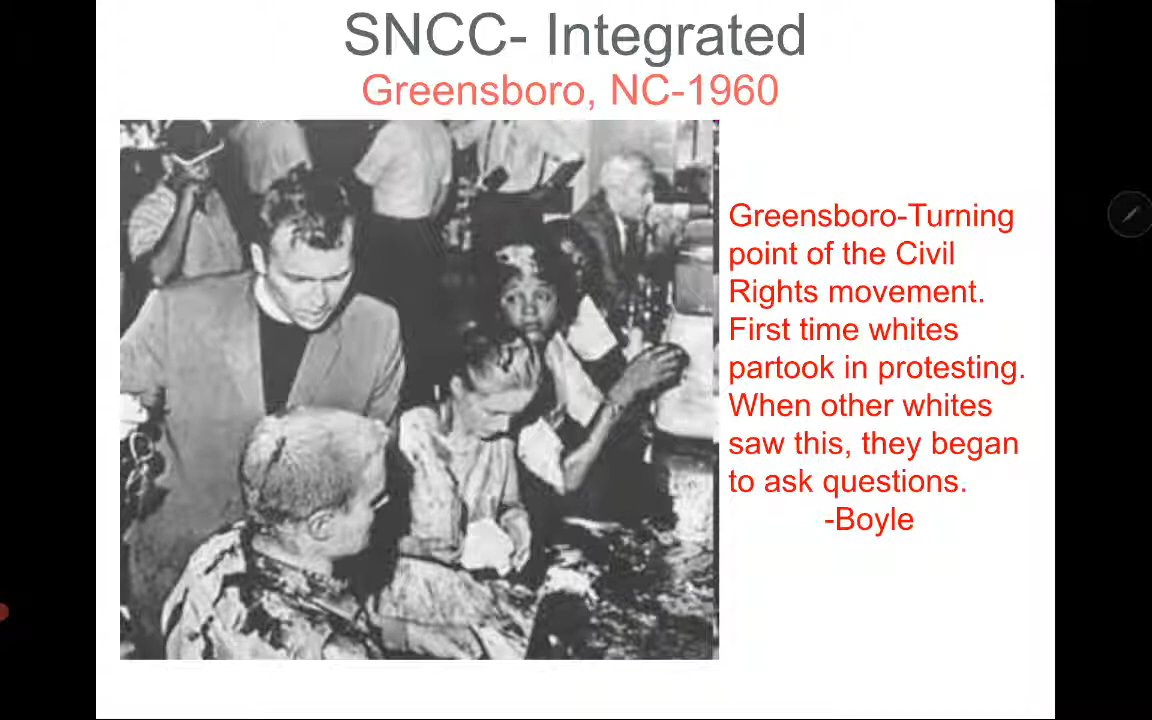 SNCC- Integrated
Greensboro, NC-1960
Greensboro-Turning
point of the Civil
Rights movement.
First time whites
partook in protesting.
When other whites
saw this, they began
to ask questions.
-Boyle